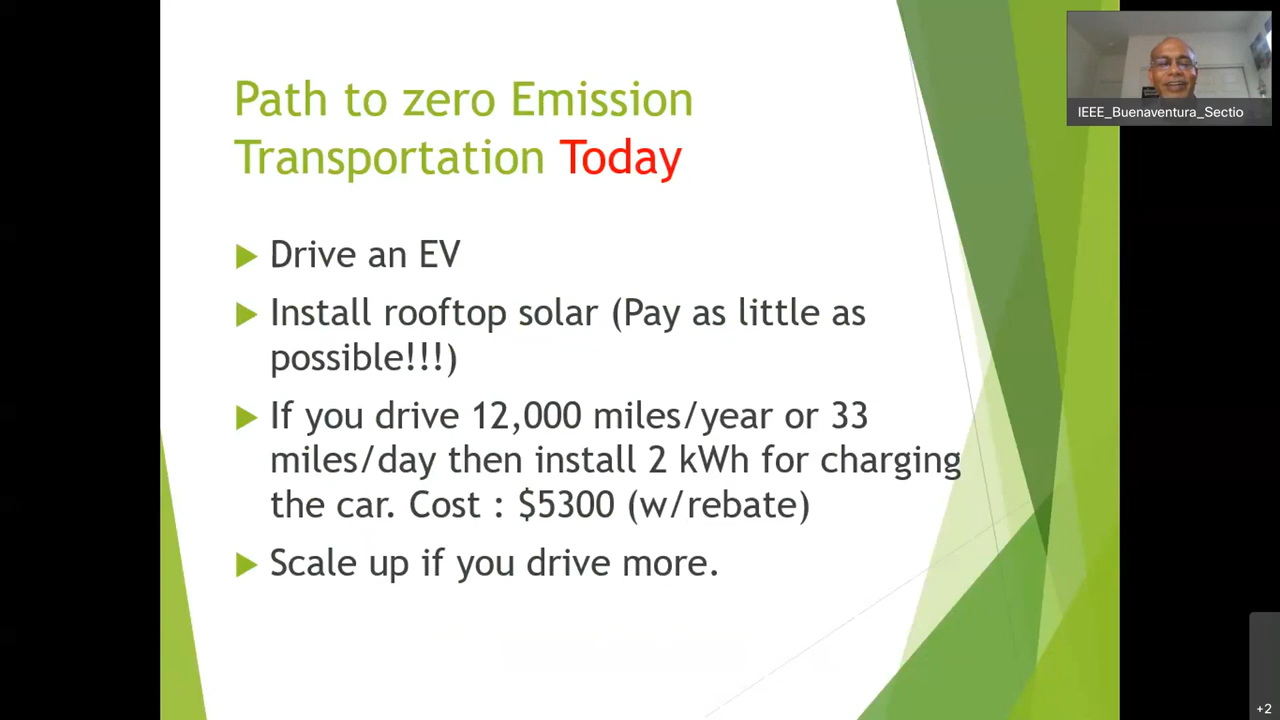 Path to zero Emission
Transportation Today
Drive an EV
Install rooftop solar (Pay as little as
possible!!!)
If you drive 12,000 miles/year or 33
miles/day then install 2 kWh for charging
the car. Cost : $5300 (w/rebate)
Scale up if you drive more.
IEEE_Buenaventura_Sectio
+2